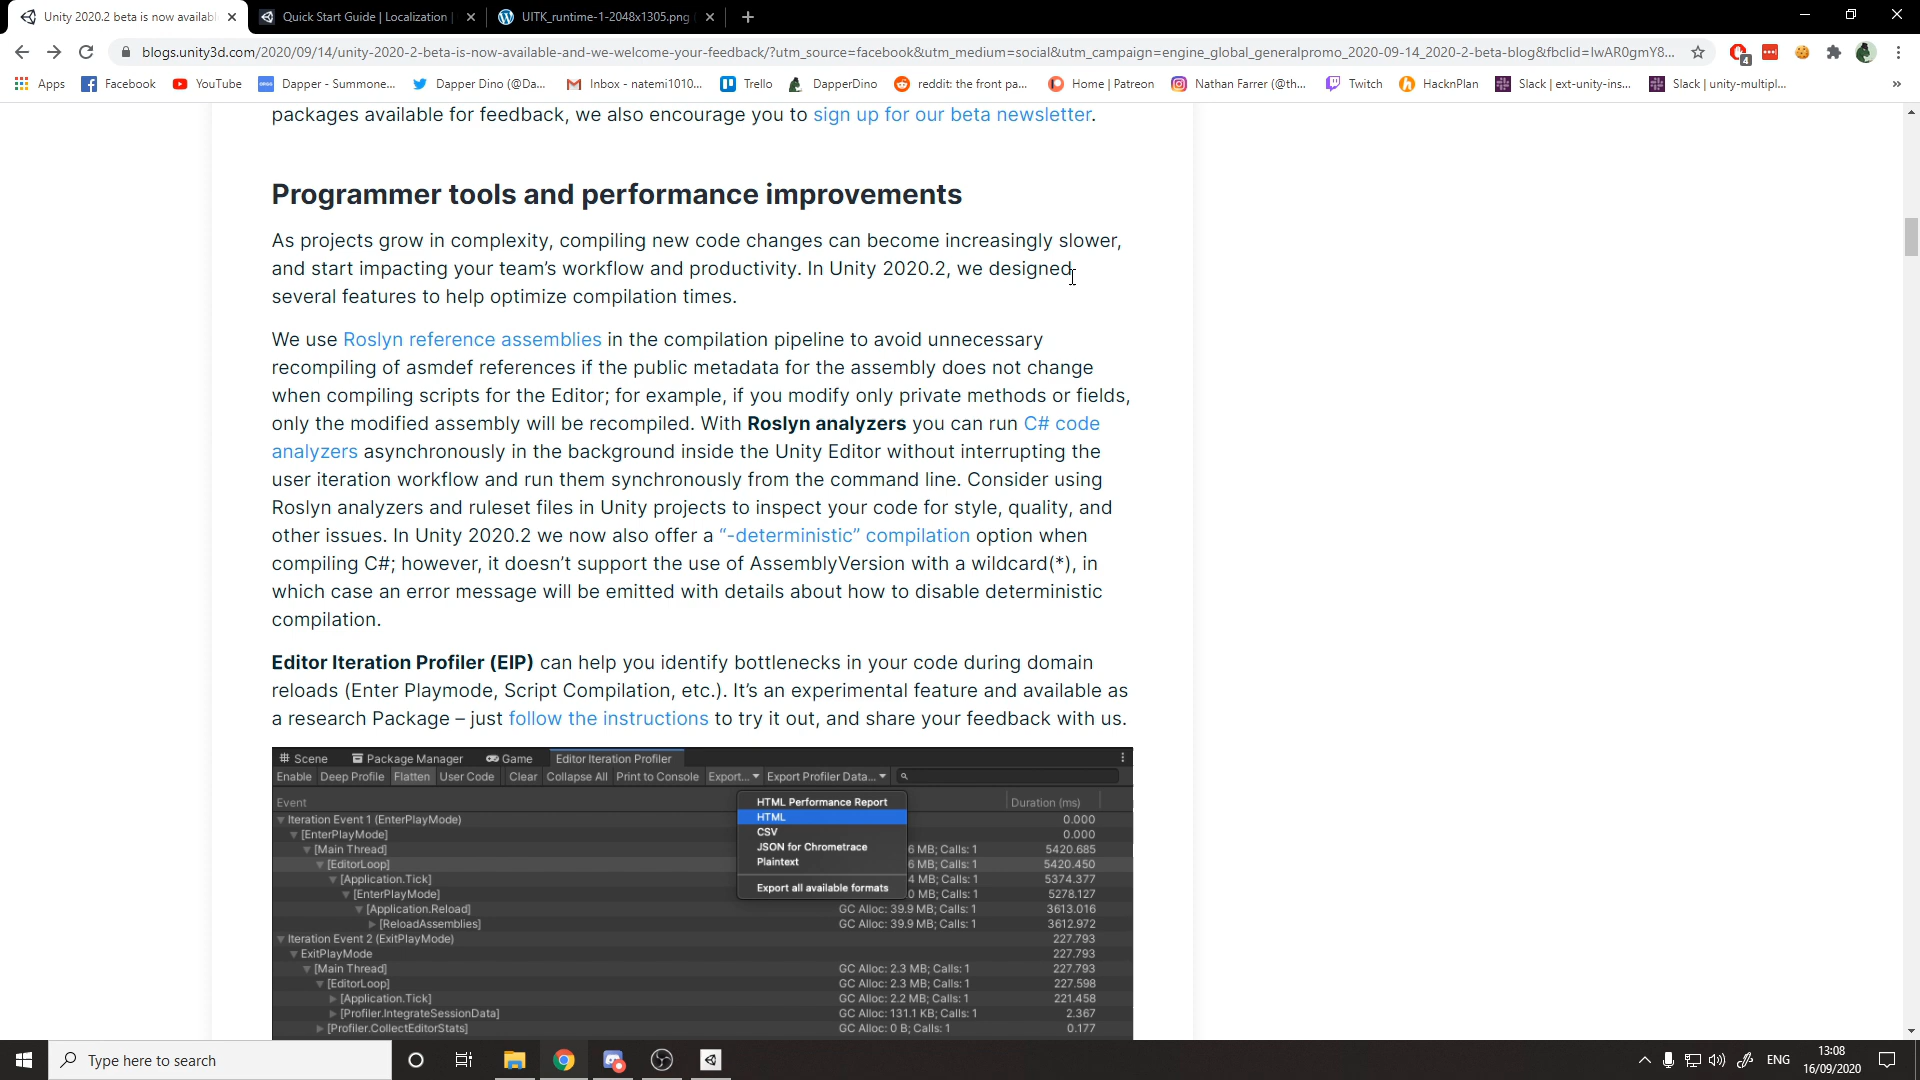 Unity 2020.2 beta is now availabl
Quick Start Guide | Localization
UITK_runtime-1-2048x1305.png
blogs.unity3d.com/2020/09/14/unity-2020-2-beta-is-now-available-and-we-welcome-your-feedback/?utm_source=facebook&utm_medium=social&utm_campaign=engine_global_generalpromo_2020-09-14_2020-2-beta-blog&fbclid=IwAR0gmY8...
4
Apps
Facebook
YouTube
Dapper - Summone...
Dapper Dino (@Da...
Inbox - natemi1010...
Trello
DapperDino
reddit: the front pa...
Home | Patreon
Nathan Farrer (@th...
Twitch
HacknPlan
Slack | ext-unity-ins...
Slack | unity-multipl...
»
packages available for feedback, we also encourage you to sign up for our beta newsletter.
Programmer tools and performance improvements
As projects grow in complexity, compiling new code changes can become increasingly slower,
and start impacting your team's workflow and productivity. In Unity 2020.2, we designed
several features to help optimize compilation times.
We use Roslyn reference assemblies in the compilation pipeline to avoid unnecessary
recompiling of asmdef references if the public metadata for the assembly does not change
when compiling scripts for the Editor; for example, if you modify only private methods or fields,
only the modified assembly will be recompiled. With Roslyn analyzers you can run C# code
analyzers asynchronously in the background inside the Unity Editor without interrupting the
user iteration workflow and run them synchronously from the command line. Consider using
Roslyn analyzers and ruleset files in Unity projects to inspect your code for style, quality, and
other issues. In Unity 2020.2 we now also offer a “-deterministic” compilation option when
compiling C#; however, it doesn't support the use of AssemblyVersion with a wildcard(*), in
which case an error message will be emitted with details about how to disable deterministic
compilation.
Editor Iteration Profiler (EIP) can help you identify bottlenecks in your code during domain
reloads (Enter Playmode, Script Compilation, etc.). It's an experimental feature and available as
a research Package – just follow the instructions to try it out, and share your feedback with us.
Scene Package Manager Game Editor Iteration Profiler
Enable Deep Profile Flatten User Code Clear Collapse All Print to Console Export... Export Profiler Data...
Event Duration (ms)
HTML Performance Report
HTML
CSV
JSON for Chrometrace
Plaintext
Export all available formats
Iteration Event 1 (EnterPlayMode) 0.000
[EnterPlayMode] 0.000
[Main Thread] 6 MB; Calls: 1 5420.685
[EditorLoop] 6 MB; Calls: 1 5420.450
[Application.Tick] 4 MB; Calls: 1 5374.377
[EnterPlayMode] 0 MB; Calls: 1 5278.127
[Application.Reload] GC Alloc: 39.9 MB; Calls: 1 3613.016
[ReloadAssemblies] GC Alloc: 39.9 MB; Calls: 1 3612.972
Iteration Event 2 (ExitPlayMode) 227.793
ExitPlayMode 227.793
[Main Thread] GC Alloc: 2.3 MB; Calls: 1 227.793
[EditorLoop] GC Alloc: 2.3 MB; Calls: 1 227.598
[Application.Tick] GC Alloc: 2.2 MB; Calls: 1 221.458
[Profiler.IntegrateSessionData] GC Alloc: 131.1 KB; Calls: 1 2.367
[Profiler.CollectEditorStats] GC Alloc: 0 B; Calls: 1 0.177
Type here to search
ENG
13:08
16/09/2020